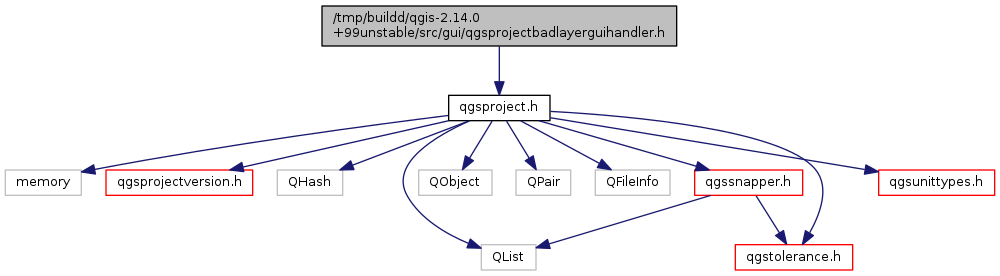 /tmp/buildd/qgis-2.14.0
+99unstable/src/gui/qgsprojectbadlayerguihandler.h
qgsproject.h
memory
qgsprojectversion.h
QHash
QObject
QPair
QFileInfo
qgssnapper.h
qgsunittypes.h
QList
qgstolerance.h